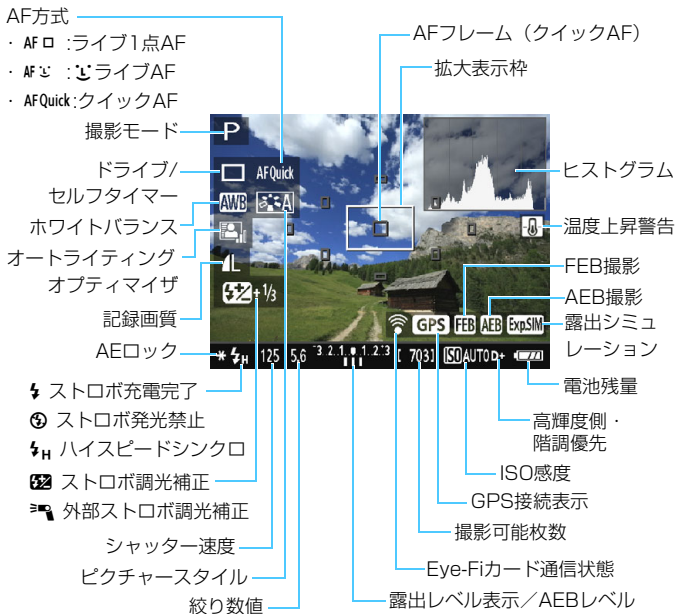 AF方式
・AF□:ライブ1点AF
・AF :ライブAF
・AFQuick:クイックAF
撮影モード
ドライブ/
セルフタイマー
ホワイトバランス
オートライティング
オプティマイザ
記録画質
AEロック
ストロボ充電完了
ストロボ発光禁止
H ハイスピードシンクロ
ストロボ調光補正
外部ストロボ調光補正
シャッター速度
ピクチャースタイル
絞り数値
AFフレーム（クイックAF）
拡大表示枠
ヒストグラム
温度上昇警告
FEB撮影
AEB撮影
露出シミュ
レーション
電池残量
高輝度側・
階調優先
ISO感度
GPS接続表示
撮影可能枚数
Eye-Fiカード通信状態
露出レベル表示／AEBレベル
P
AFQuick
AWB
A
L
±1/3
GPS FEB AEB Exp.SIM
H 125 5.6 -3..2..1..▼..1..2.:3 [ 703] ISO AUTO D+